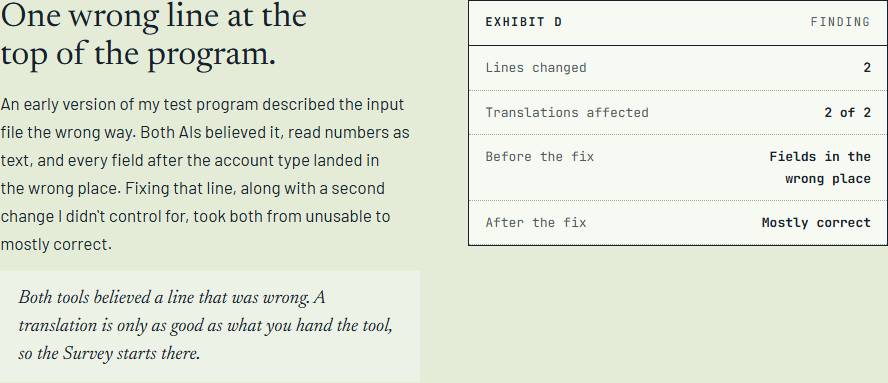 One wrong line at the
top of the program.
An early version of my test program described the input
file the wrong way. Both AIs believed it, read numbers as
text, and every field after the account type landed in
the wrong place. Fixing that line, along with a second
change I didn't control for, took both from unusable to
mostly correct.
Both tools believed a line that was wrong. A
translation is only as good as what you hand the tool,
so the Survey starts there.
EXHIBIT D FINDING
Lines changed 2
Translations affected 2 of 2
Before the fix Fields in the
wrong place
After the fix Mostly correct